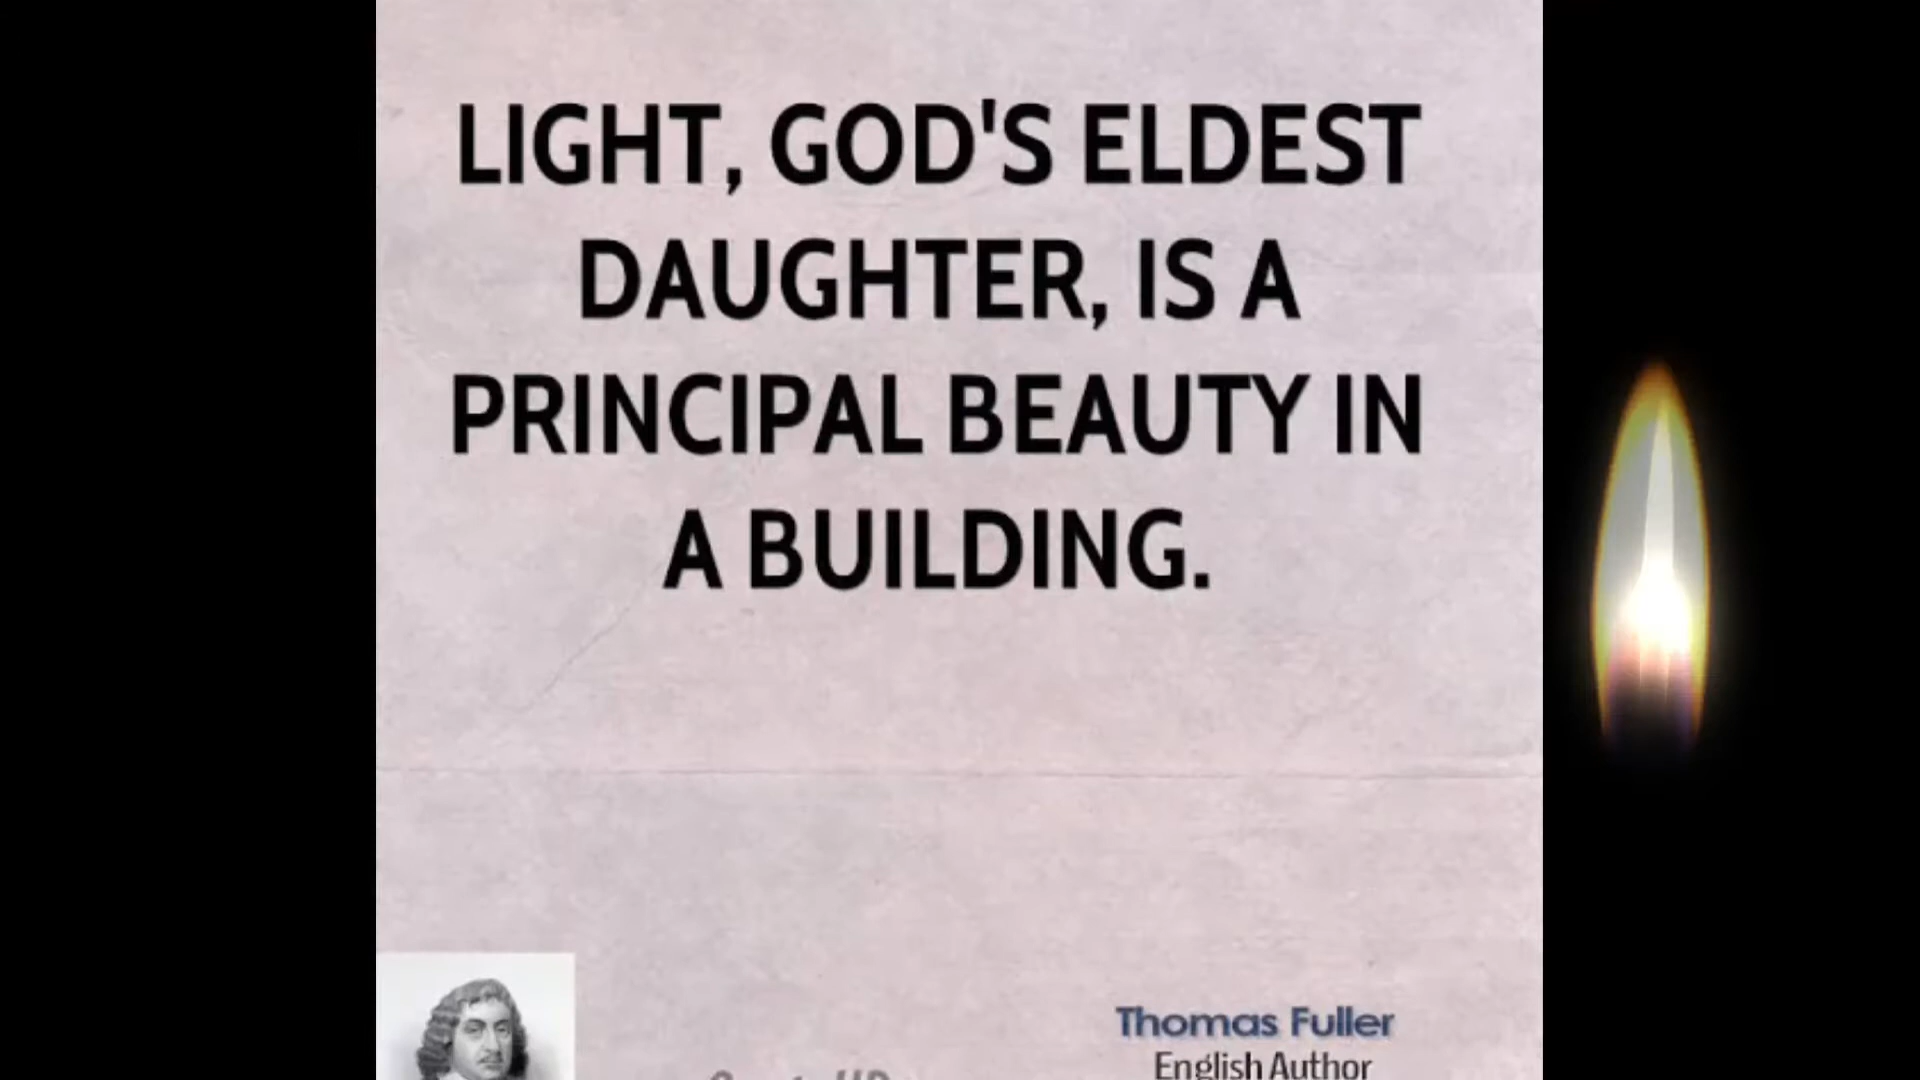 LIGHT, GOD'S ELDEST
DAUGHTER, IS A
PRINCIPAL BEAUTY IN
A BUILDING.
Thomas Fuller
English Author